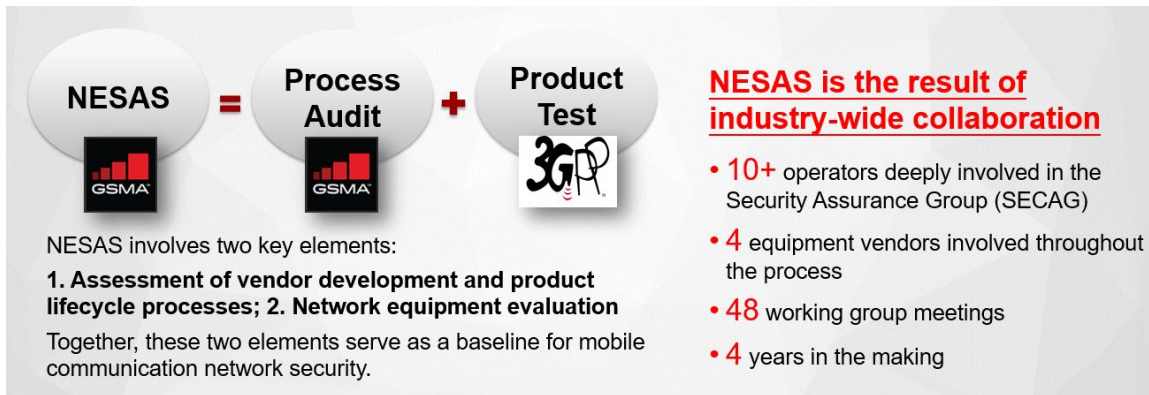 NESAS
=
Process
Audit
+
Product
Test
GSMA™
GSMA™
3GPP™
NESAS involves two key elements:
1. Assessment of vendor development and product
lifecycle processes; 2. Network equipment evaluation
Together, these two elements serve as a baseline for mobile
communication network security.
NESAS is the result of
industry-wide collaboration
• 10+ operators deeply involved in the
Security Assurance Group (SECAG)
• 4 equipment vendors involved throughout
the process
• 48 working group meetings
• 4 years in the making